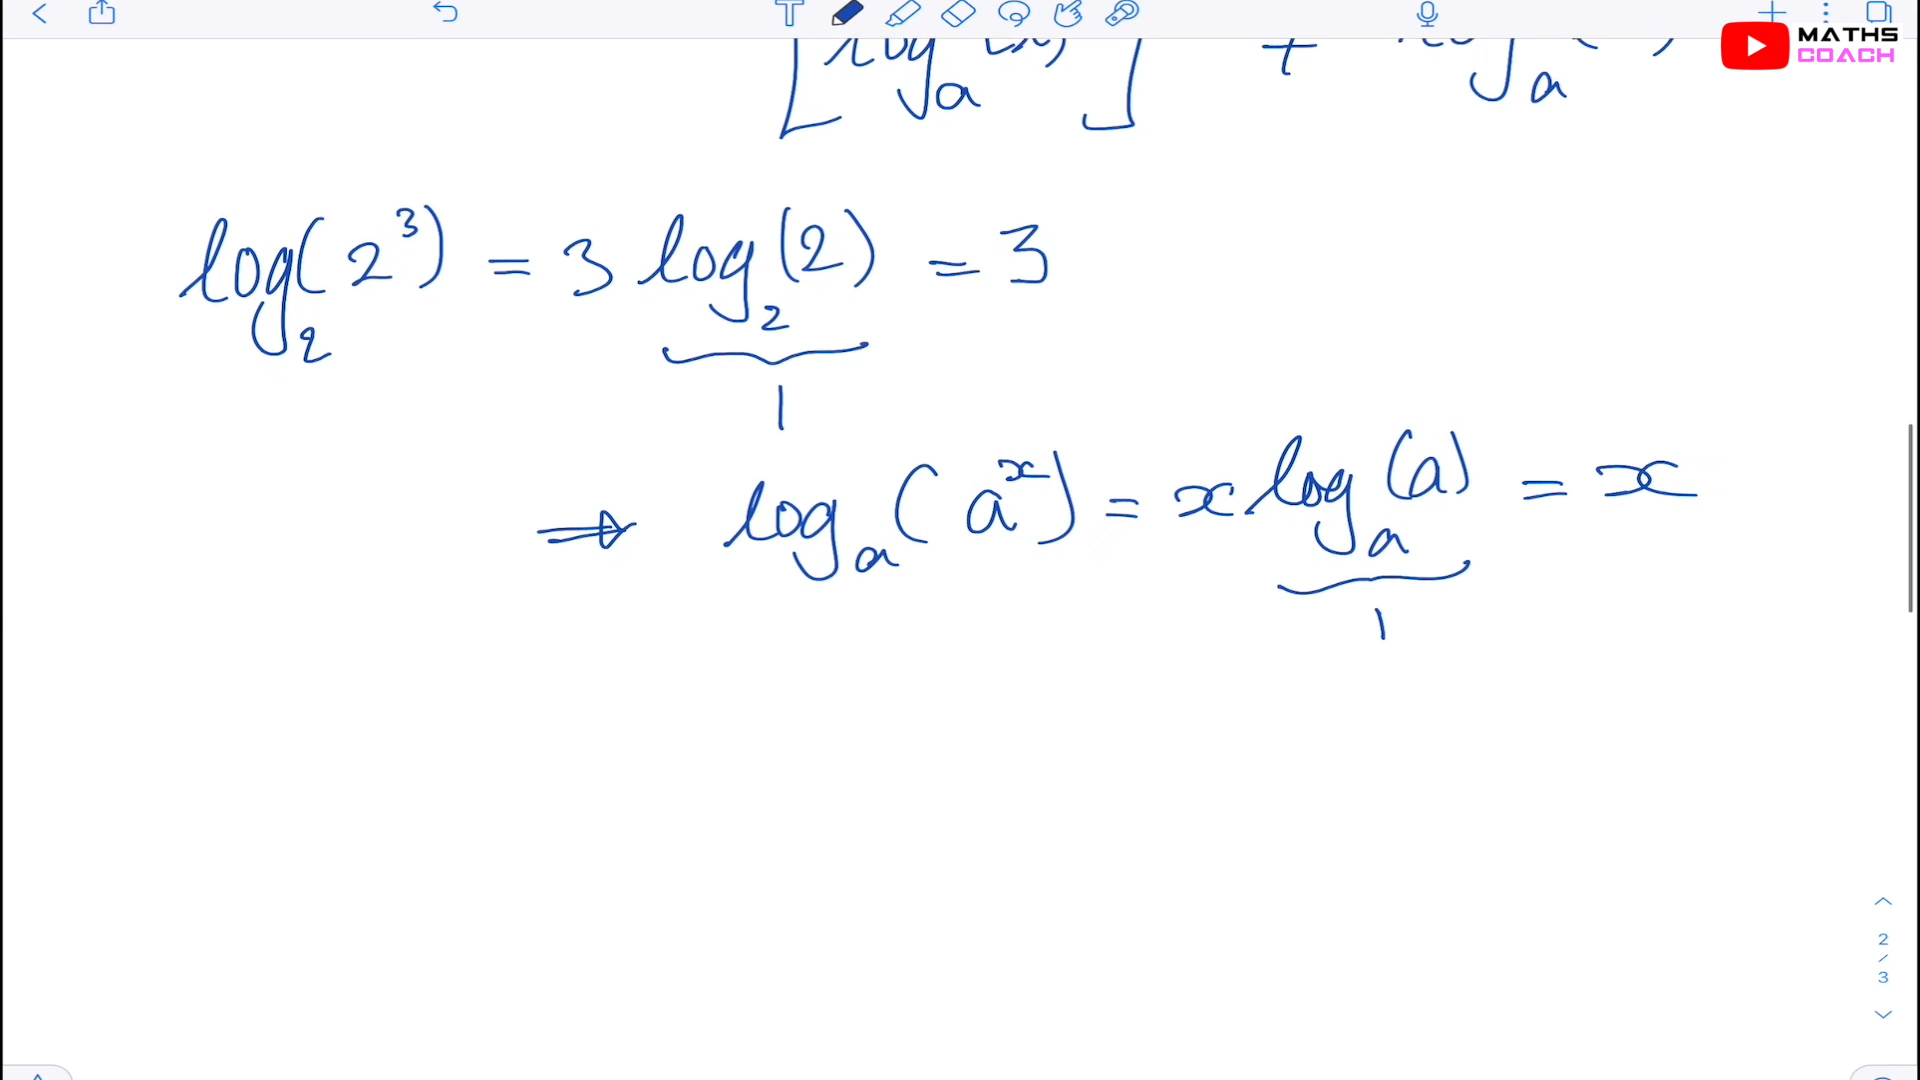 MATHS
COACH
log₂(2³) = 3 log₂(2) = 3
1
⇒ logₐ(aˣ) = x logₐ(a) = x
1
2
/
3